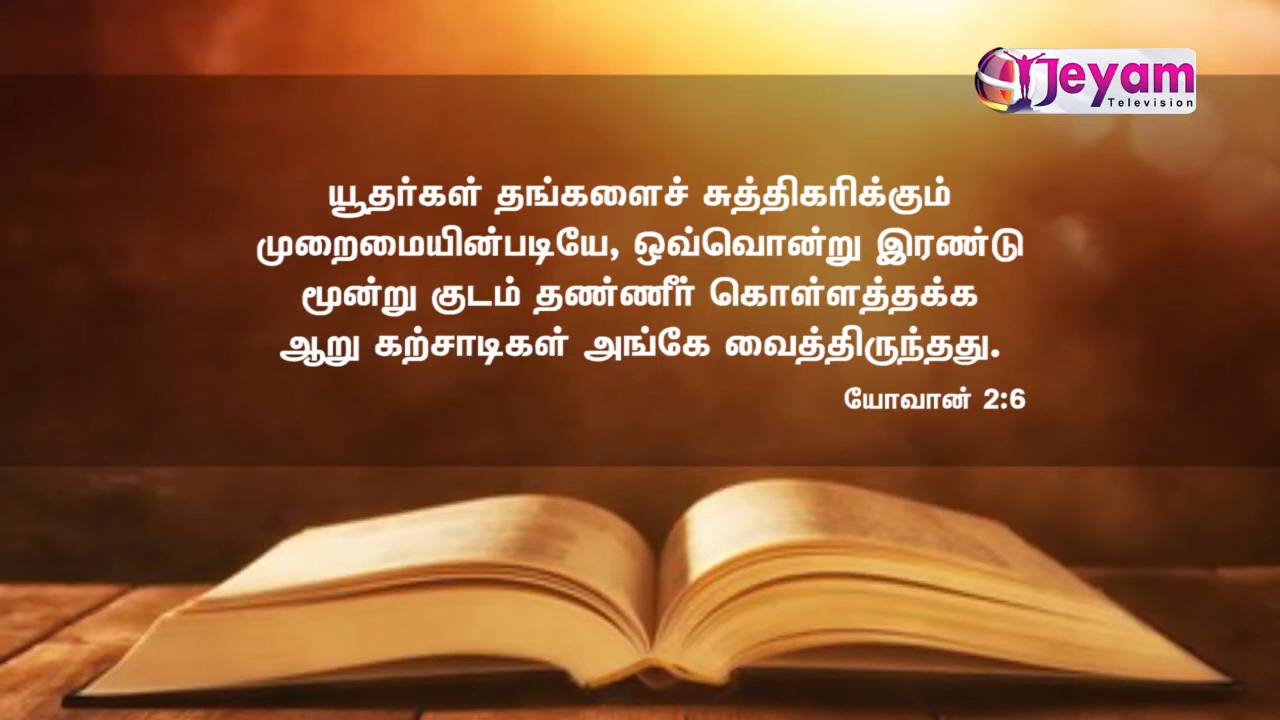 Jeyam
Television
யூதர்கள் தங்களைச் சுத்திகரிக்கும்
முறைமையின்படியே, ஒவ்வொன்று இரண்டு
மூன்று குடம் தண்ணீர் கொள்ளத்தக்க
ஆறு கற்சாடிகள் அங்கே வைத்திருந்தது.
யோவான் 2:6